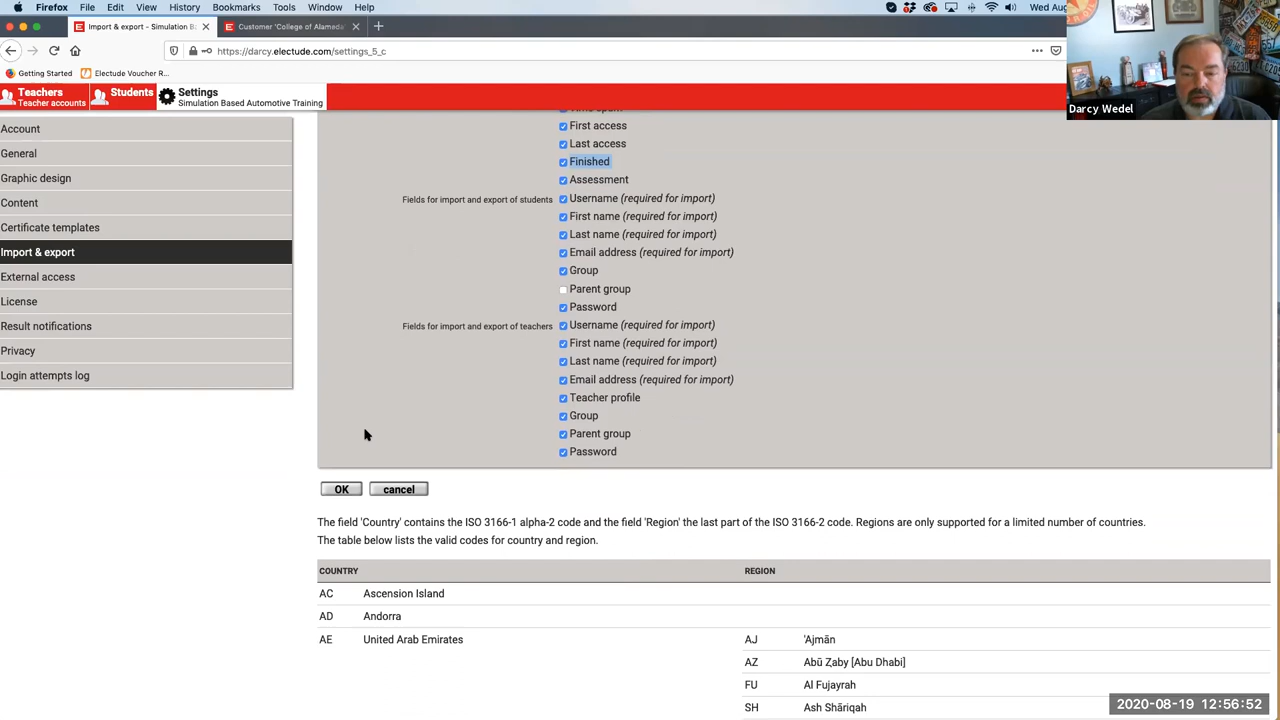 Firefox File Edit View History Bookmarks Tools Window Help Wed Aug
Import & export - Simulation B
Customer 'College of Alameda'
https://darcy.electude.com/settings_5_c
Getting Started Electude Voucher R...
Teachers
Teacher accounts
Students
Settings
Simulation Based Automotive Training
Darcy Wedel
Account
General
Graphic design
Content
Certificate templates
Import & export
External access
License
Result notifications
Privacy
Login attempts log
First access
Last access
Finished
Assessment
Fields for import and export of students
Username (required for import)
First name (required for import)
Last name (required for import)
Email address (required for import)
Group
Parent group
Password
Fields for import and export of teachers
Username (required for import)
First name (required for import)
Last name (required for import)
Email address (required for import)
Teacher profile
Group
Parent group
Password
OK cancel
The field 'Country' contains the ISO 3166-1 alpha-2 code and the field 'Region' the last part of the ISO 3166-2 code. Regions are only supported for a limited number of countries.
The table below lists the valid codes for country and region.
COUNTRY REGION
AC Ascension Island
AD Andorra
AE United Arab Emirates AJ 'Ajmān
AZ Abū Z̧aby [Abu Dhabi]
FU Al Fujayrah
SH Ash Shāriqah
2020-08-19 12:56:52